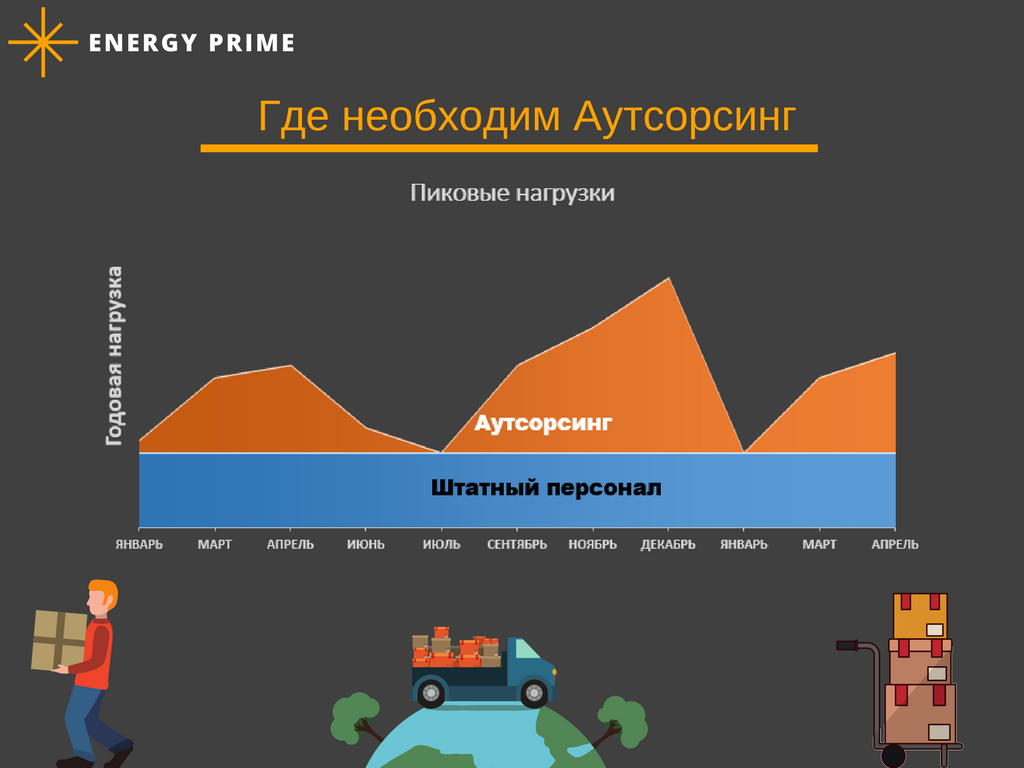 ENERGY PRIME
Где необходим Аутсорсинг
Пиковые нагрузки
Годовая нагрузка
Аутсорсинг
Штатный персонал
ЯНВАРЬ МАРТ АПРЕЛЬ ИЮНЬ ИЮЛЬ СЕНТЯБРЬ НОЯБРЬ ДЕКАБРЬ ЯНВАРЬ МАРТ АПРЕЛЬ